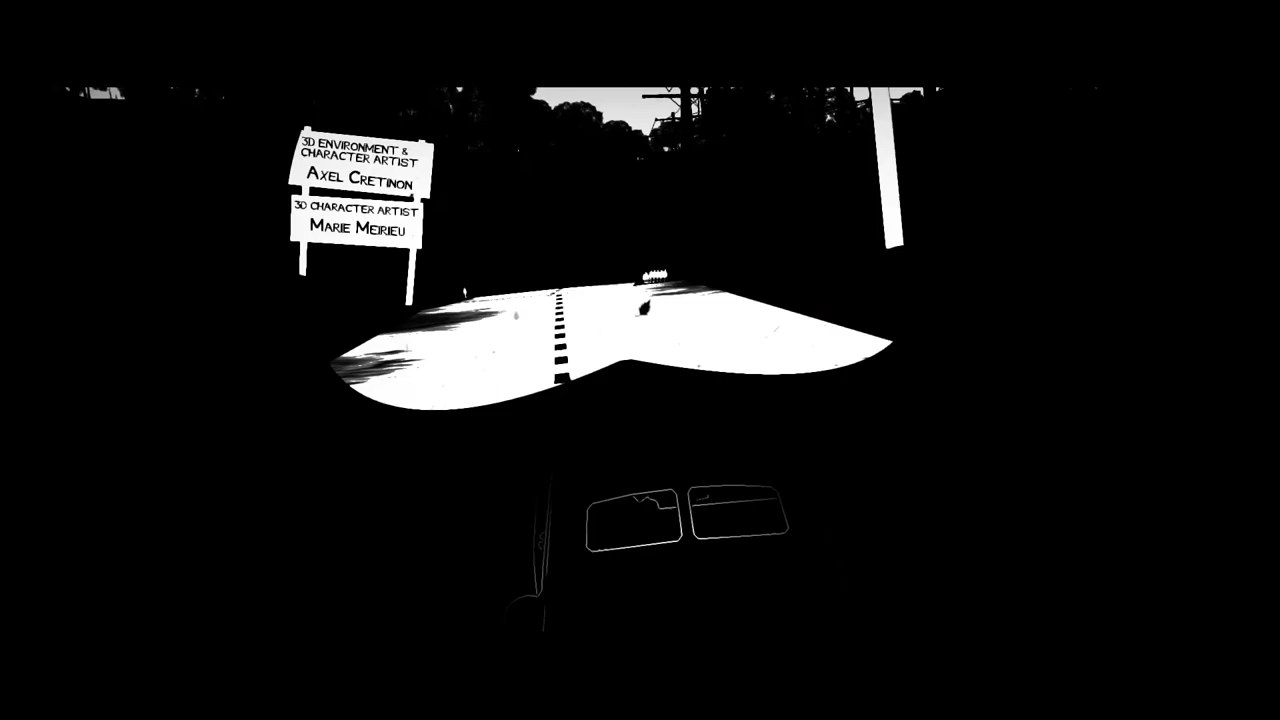 3D ENVIRONMENT &
CHARACTER ARTIST
AXEL CRETINON
3D CHARACTER ARTIST
MARIE MEIRIEU